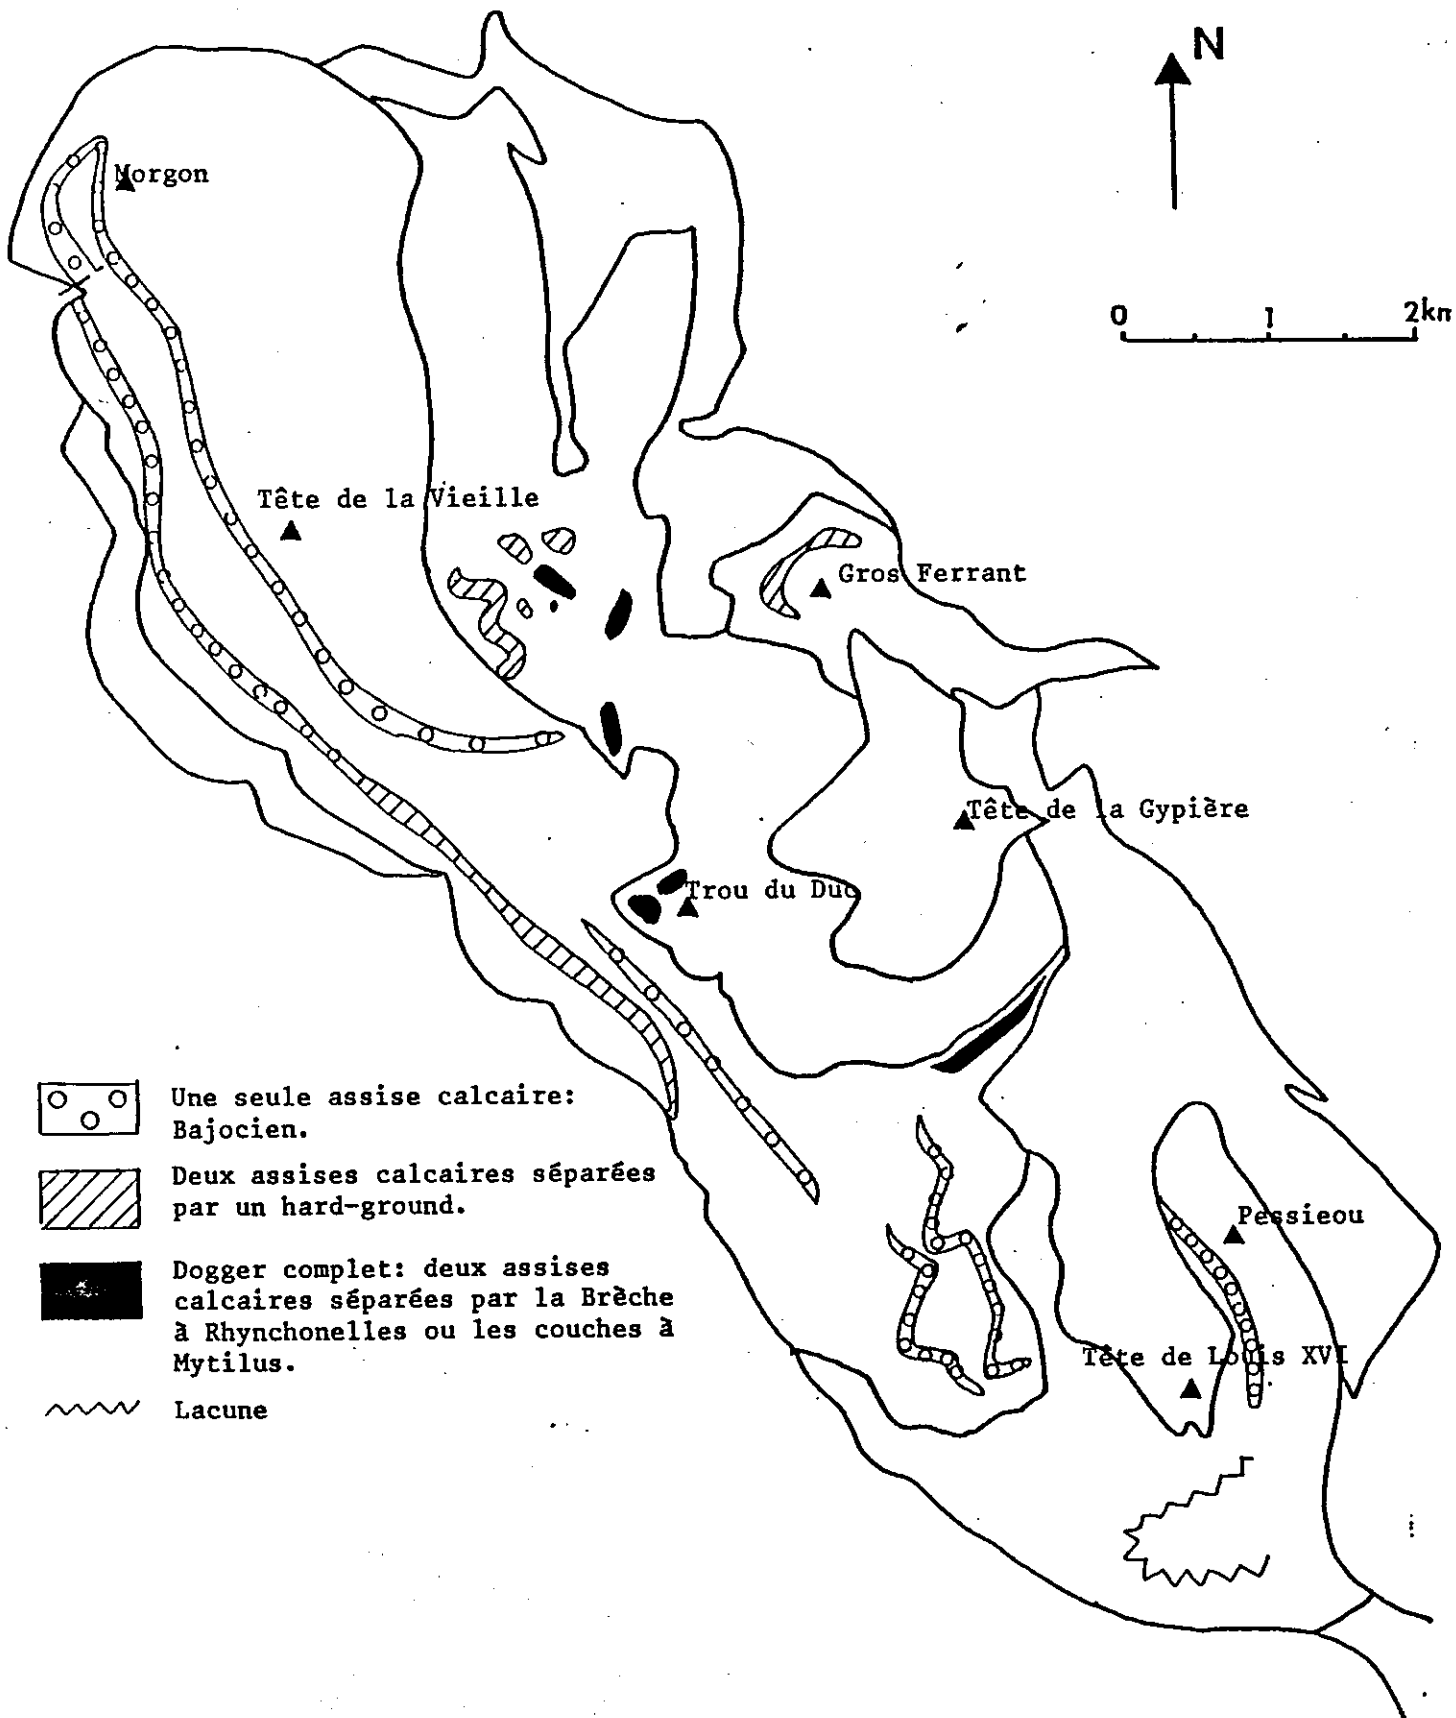 N
0 1 2km
Morgon
Tête de la Vieille
Gros Ferrant
Tête de la Gypière
Trou du Duc
Pessieou
Tête de Louis XVI
Une seule assise calcaire:
Bajocien.
Deux assises calcaires séparées
par un hard-ground.
Dogger complet: deux assises
calcaires séparées par la Brèche
à Rhynchonelles ou les couches à
Mytilus.
Lacune